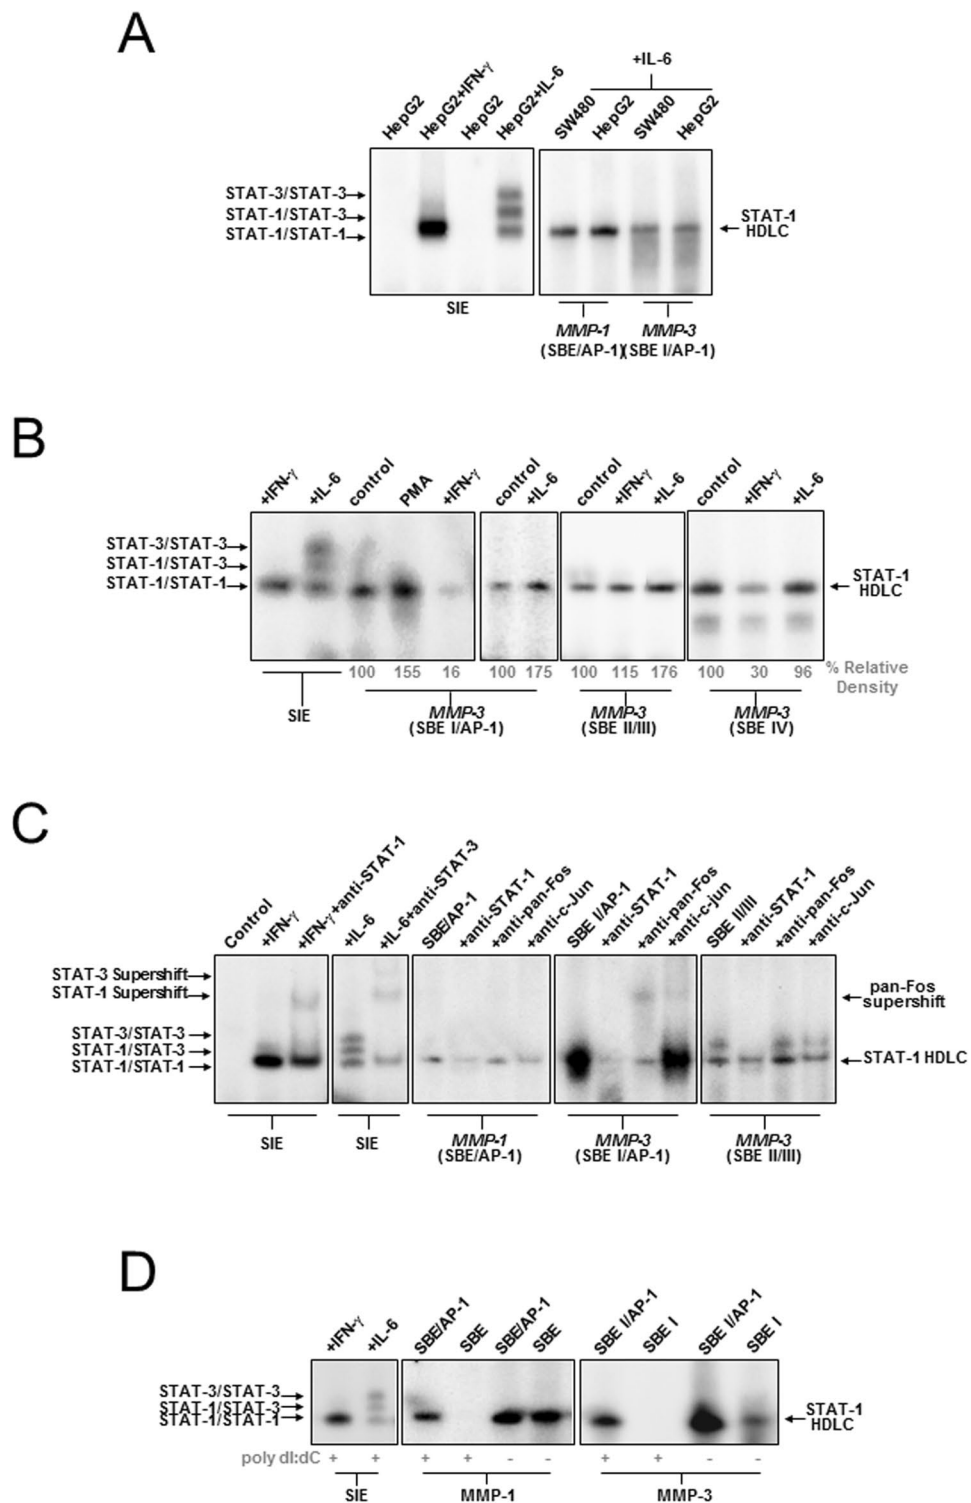 A
+IL-6
HepG2
HepG2+IFN-γ
HepG2
HepG2+IL-6
SW480
HepG2
SW480
HepG2
STAT-3/STAT-3
STAT-1/STAT-3
STAT-1/STAT-1
STAT-1
HDLC
SIE
MMP-1
(SBE/AP-1)
MMP-3
(SBE I/AP-1)
B
+IFN-γ
+IL-6
control
PMA
+IFN-γ
control
+IL-6
control
+IFN-γ
+IL-6
control
+IFN-γ
+IL-6
STAT-3/STAT-3
STAT-1/STAT-3
STAT-1/STAT-1
STAT-1
HDLC
100 155 16 100 175 100 115 176 100 30 96
% Relative
Density
SIE
MMP-3
(SBE I/AP-1)
MMP-3
(SBE II/III)
MMP-3
(SBE IV)
C
Control
+IFN-γ
+IFN-γ+anti-STAT-1
+IL-6
+IL-6+anti-STAT-3
SBE/AP-1
+anti-STAT-1
+anti-pan-Fos
+anti-c-Jun
SBE I/AP-1
+anti-STAT-1
+anti-pan-Fos
+anti-c-jun
SBE II/III
+anti-STAT-1
+anti-pan-Fos
+anti-c-Jun
STAT-3 Supershift
STAT-1 Supershift
STAT-3/STAT-3
STAT-1/STAT-3
STAT-1/STAT-1
pan-Fos
supershift
STAT-1 HDLC
SIE
SIE
MMP-1
(SBE/AP-1)
MMP-3
(SBE I/AP-1)
MMP-3
(SBE II/III)
D
+IFN-γ
+IL-6
SBE/AP-1
SBE
SBE/AP-1
SBE
SBE I/AP-1
SBE I
SBE I/AP-1
SBE I
STAT-3/STAT-3
STAT-1/STAT-3
STAT-1/STAT-1
STAT-1
HDLC
poly dI:dC + + + + - - + + - -
SIE
MMP-1
MMP-3